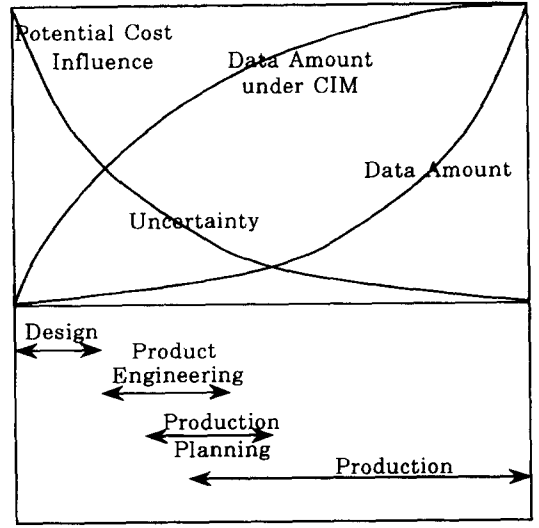 Potential Cost
Influence
Data Amount
under CIM
Data Amount
Uncertainty
Design
Product
Engineering
Production
Planning
Production